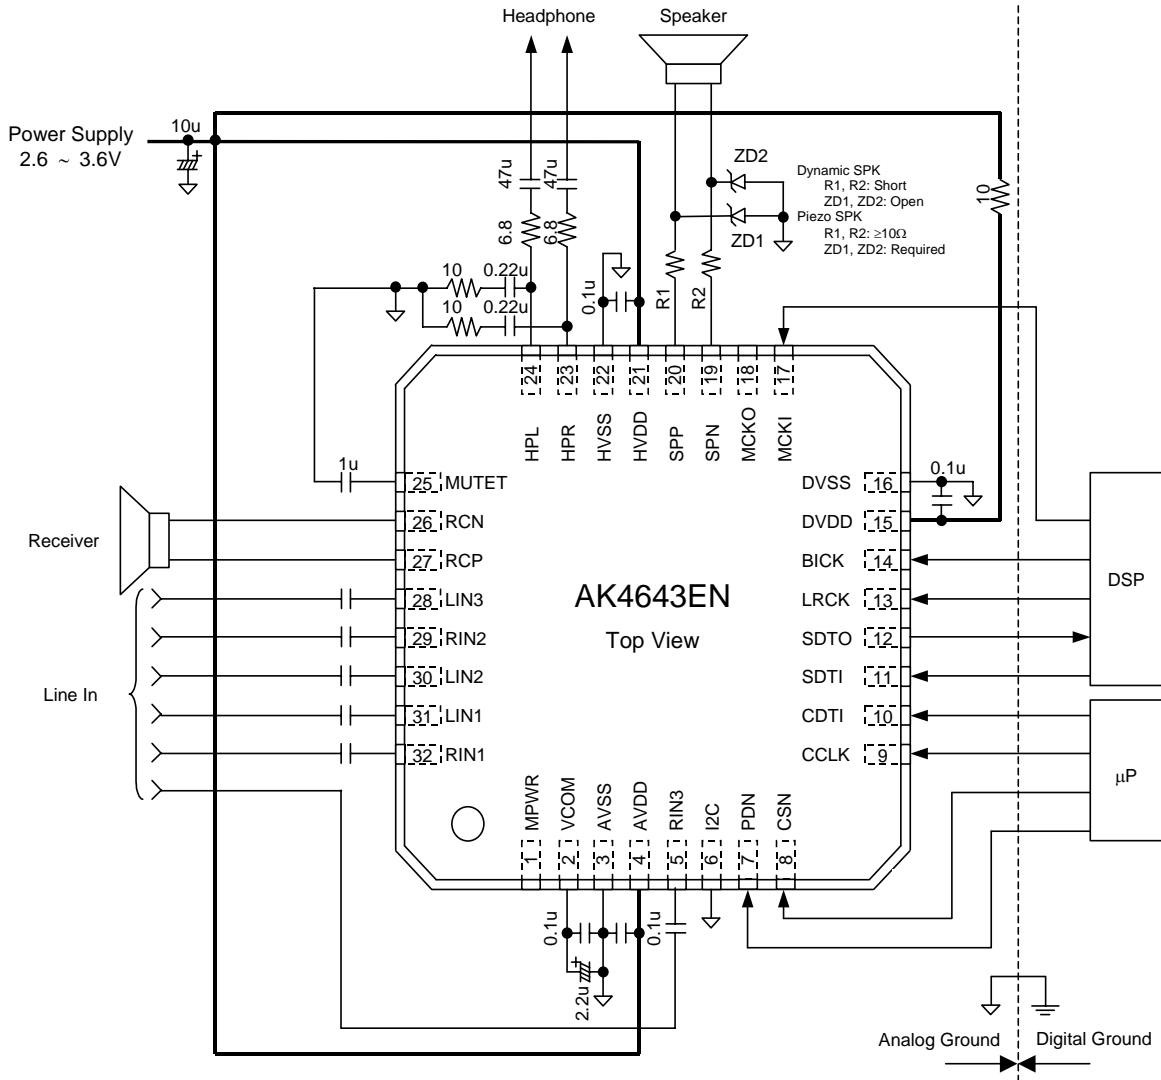 Headphone
Speaker
Power Supply
2.6 ~ 3.6V
10u
47u
47u
6.8
6.8
ZD2
ZD1
Dynamic SPK
R1, R2: Short
ZD1, ZD2: Open
Piezo SPK
R1, R2: ≥10Ω
ZD1, ZD2: Required
10
10
0.22u
10
0.22u
0.1u
R1
R2
24
23
22
21
20
19
18
17
HPL
HPR
HVSS
HVDD
SPP
SPN
MCKO
MCKI
1u
25 MUTET
26 RCN
27 RCP
28 LIN3
29 RIN2
30 LIN2
31 LIN1
32 RIN1
Receiver
Line In
AK4643EN
Top View
DVSS 16
DVDD 15
BICK 14
LRCK 13
SDTO 12
SDTI 11
CDTI 10
CCLK 9
0.1u
DSP
µP
MPWR
VCOM
AVSS
AVDD
RIN3
I2C
PDN
CSN
1
2
3
4
5
6
7
8
0.1u
0.1u
2.2u
Analog Ground
Digital Ground